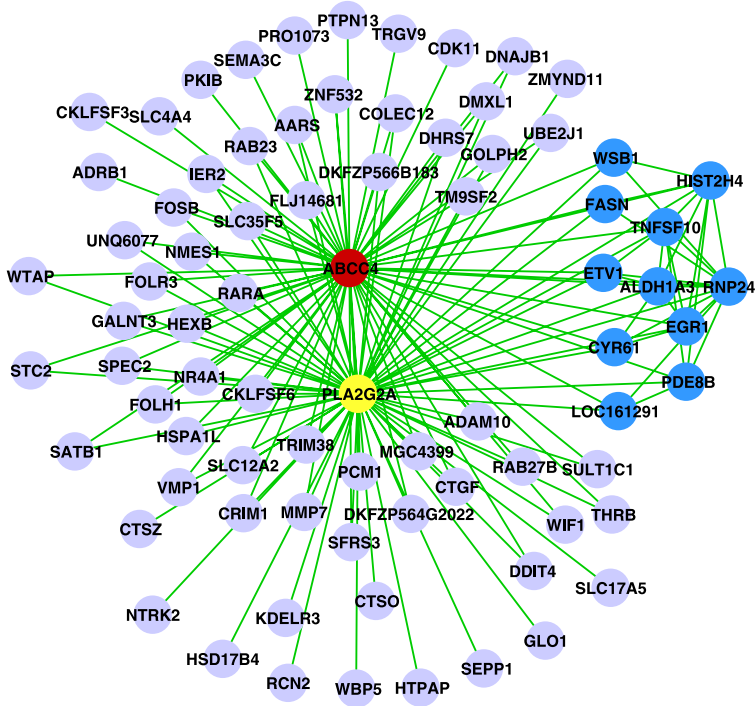 PTPN13
TRGV9
PRO1073
CDK11
SEMA3C
DNAJB1
PKIB
ZMYND11
ZNF532
DMXL1
CKLFSF3
SLC4A4
COLEC12
AARS
UBE2J1
DHRS7
RAB23
GOLPH2
WSB1
ADRB1
IER2
DKFZP566B183
HIST2H4
FLJ14681
TM9SF2
FASN
FOSB
SLC35F5
TNFSF10
UNQ6077
NMES1
ABCC4
ETV1
WTAP
FOLR3
ALDH1A3
RNP24
RARA
GALNT3
HEXB
EGR1
CYR61
SPEC2
STC2
NR4A1
PDE8B
CKLFSF6
PLA2G2A
FOLH1
LOC161291
ADAM10
HSPA1L
SATB1
TRIM38
MGC4399
SLC12A2
PCM1
RAB27B
SULT1C1
VMP1
CTGF
CRIM1
MMP7
DKFZP564G2022
THRB
CTSZ
WIF1
SFRS3
DDIT4
SLC17A5
CTSO
NTRK2
KDELR3
GLO1
HSD17B4
SEPP1
RCN2
WBP5
HTPAP